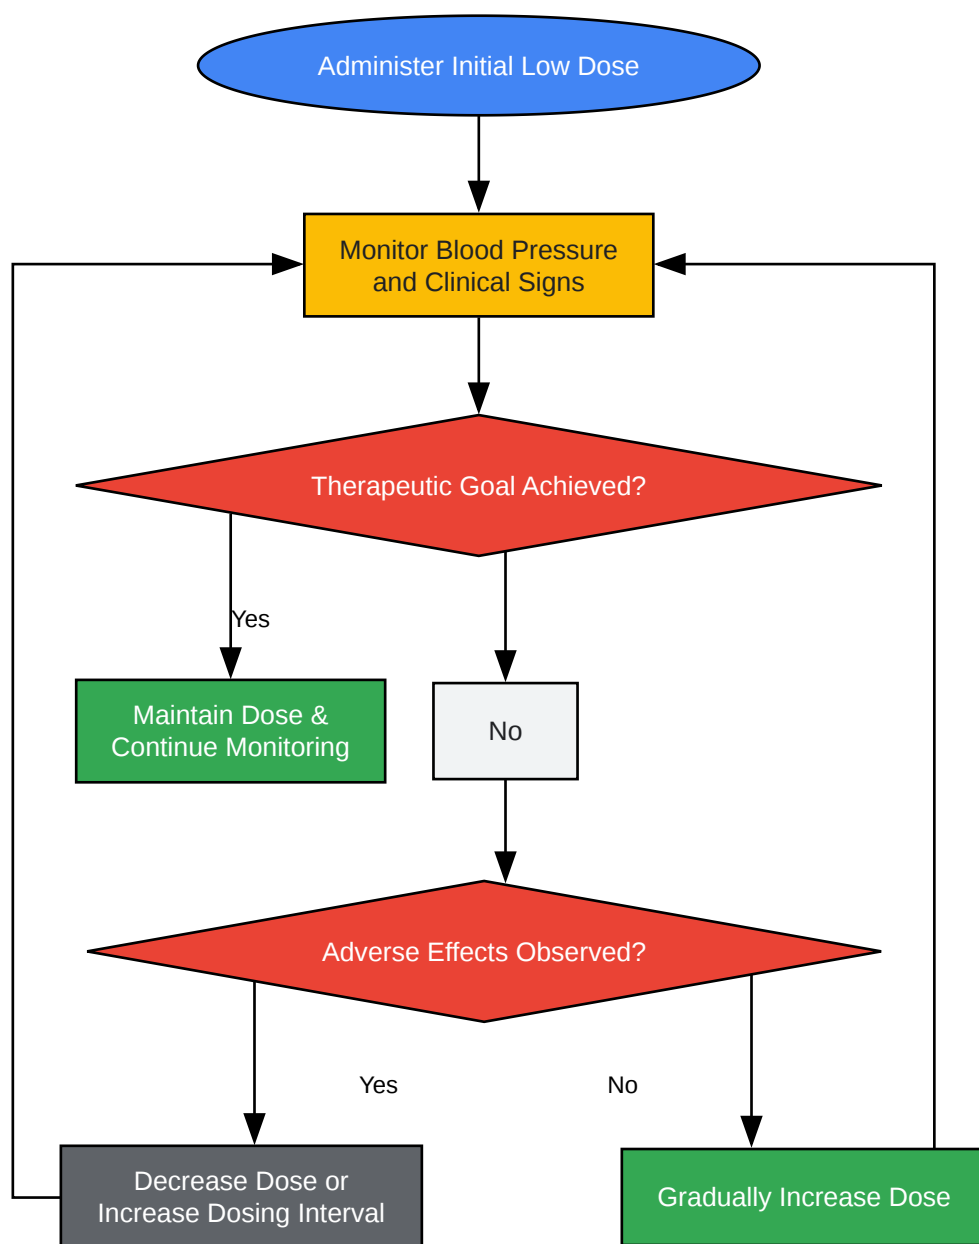 Administer Initial Low Dose
Monitor Blood Pressure
and Clinical Signs
Therapeutic Goal Achieved?
Yes
Maintain Dose &
Continue Monitoring
No
Adverse Effects Observed?
Yes
No
Decrease Dose or
Increase Dosing Interval
Gradually Increase Dose